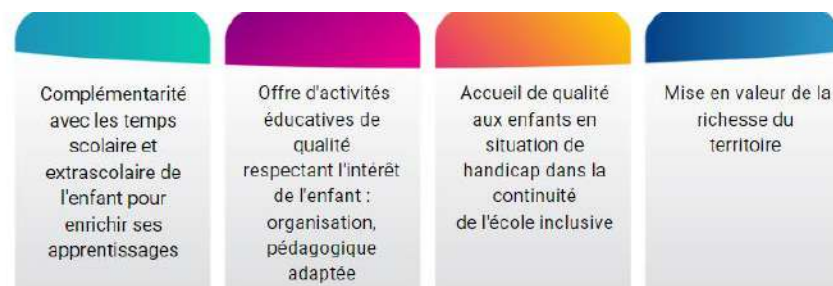 Complémentarité
avec les temps
scolaire et
extrascolaire de
l'enfant pour
enrichir ses
apprentissages
Offre d'activités
éducatives de
qualité
respectant l'intérêt
de l'enfant :
organisation,
pédagogique
adaptée
Accueil de qualité
aux enfants en
situation de
handicap dans la
continuité
de l'école inclusive
Mise en valeur de la
richesse du
territoire